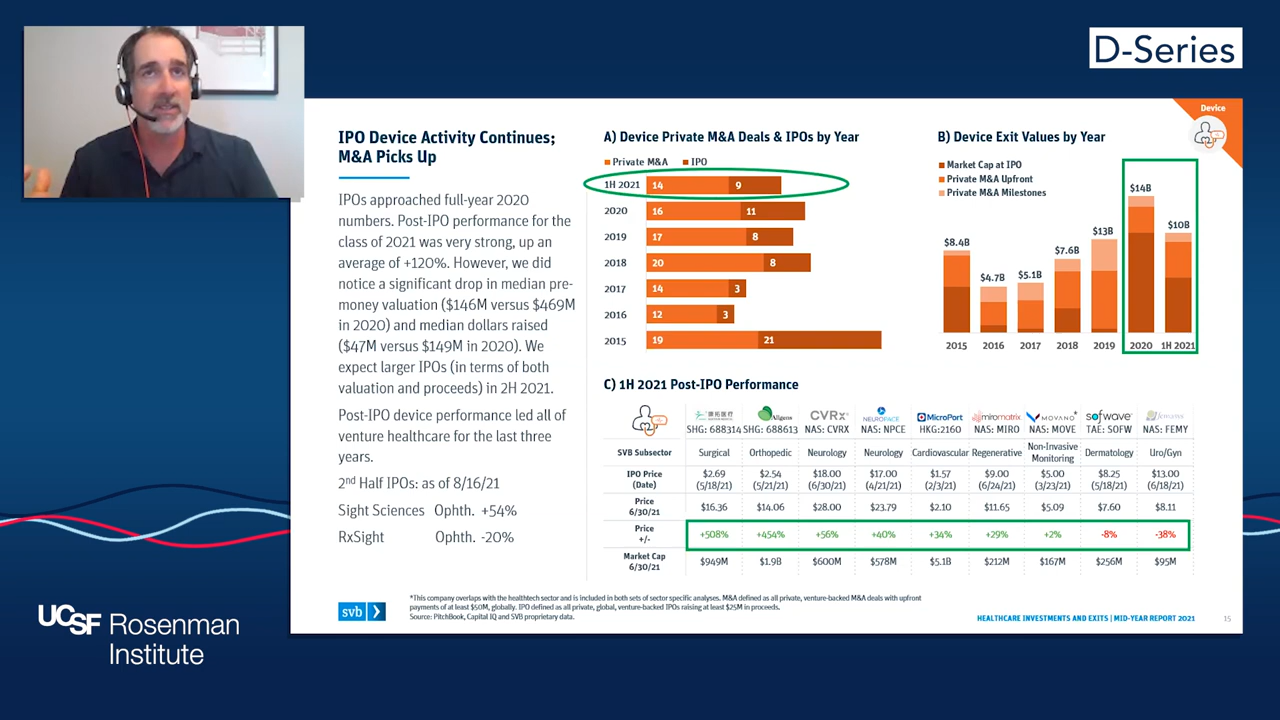 D-Series
Device
IPO Device Activity Continues;
M&A Picks Up
IPOs approached full-year 2020
numbers. Post-IPO performance for the
class of 2021 was very strong, up an
average of +120%. However, we did
notice a significant drop in median pre-
money valuation ($146M versus $469M
in 2020) and median dollars raised
($47M versus $149M in 2020). We
expect larger IPOs (in terms of both
valuation and proceeds) in 2H 2021.
Post-IPO device performance led all of
venture healthcare for the last three
years.
2nd Half IPOs: as of 8/16/21
Sight Sciences Ophth. +54%
RxSight Ophth. -20%
A) Device Private M&A Deals & IPOs by Year
Private M&A IPO
1H 2021 14 9
2020 16 11
2019 17 8
2018 20 8
2017 14 3
2016 12 3
2015 19 21
B) Device Exit Values by Year
Market Cap at IPO
Private M&A Upfront
Private M&A Milestones
$8.4B $4.7B $5.1B $7.6B $13B $14B $10B
2015 2016 2017 2018 2019 2020 1H 2021
C) 1H 2021 Post-IPO Performance
Aligens CVRx NEUROPACE MicroPort miromatrix MOVANO sofwave femasys
SHG: 688314 SHG: 688613 NAS: CVRX NAS: NPCE HKG:2160 NAS: MIRO NAS: MOVE TAE: SOFW NAS: FEMY
SVB Subsector Surgical Orthopedic Neurology Neurology Cardiovascular Regenerative Non-Invasive Monitoring Dermatology Uro/Gyn
IPO Price $2.69 $2.54 $18.00 $17.00 $1.57 $9.00 $5.00 $8.25 $13.00
(Date) (5/18/21) (5/21/21) (6/30/21) (4/21/21) (2/3/21) (6/24/21) (3/23/21) (5/18/21) (6/18/21)
Price
6/30/21 $16.36 $14.06 $28.00 $23.79 $2.10 $11.65 $5.09 $7.60 $8.11
Price
+/- +508% +454% +56% +40% +34% +29% +2% -8% -38%
Market Cap
6/30/21 $949M $1.9B $600M $578M $5.1B $212M $167M $256M $95M
svb
*This company overlaps with the healthtech sector and is included in both sets of sector specific analyses. M&A defined as all private, venture-backed M&A deals with upfront
payments of at least $50M, globally. IPO defined as all private, global, venture-backed IPOs raising at least $25M in proceeds.
Source: PitchBook, Capital IQ and SVB proprietary data.
HEALTHCARE INVESTMENTS AND EXITS | MID-YEAR REPORT 2021 15
UCSF Rosenman
Institute